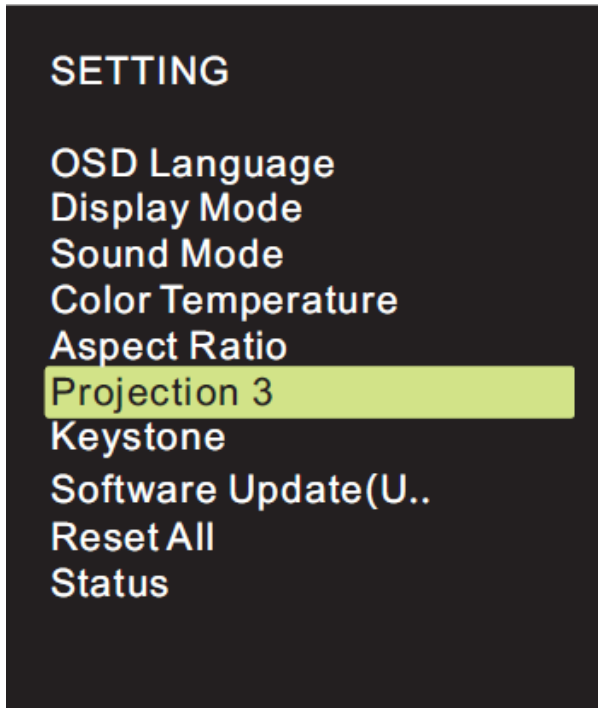 SETTING
OSD Language
Display Mode
Sound Mode
Color Temperature
Aspect Ratio
Projection 3
Keystone
Software Update(U..
Reset All
Status